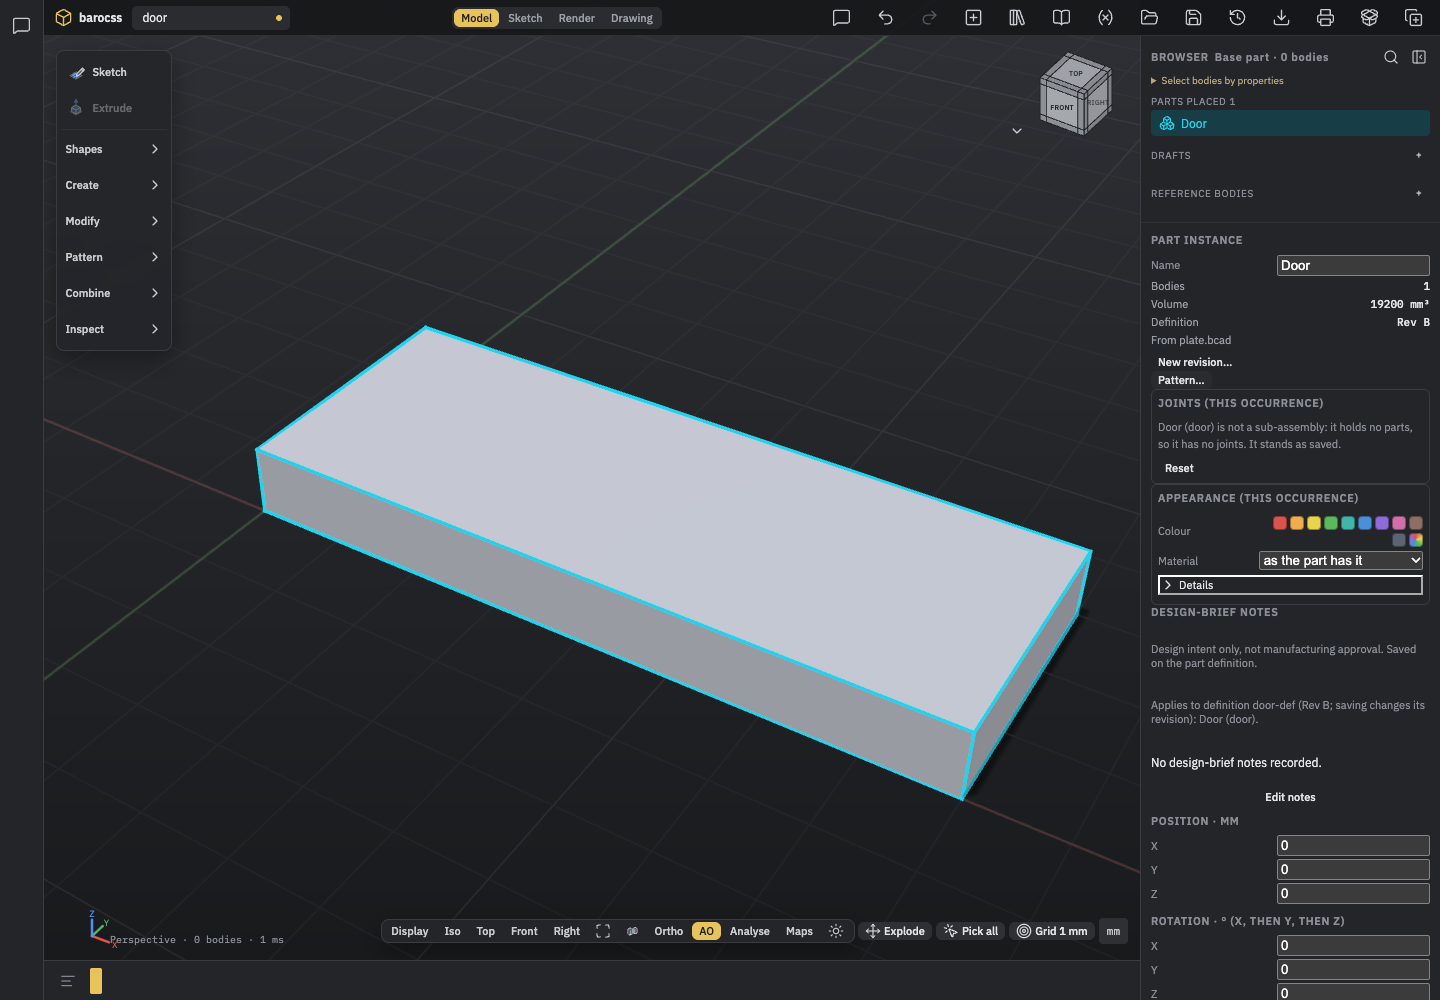 barocss
door
Model
Sketch
Render
Drawing
Sketch
Extrude
Shapes
Create
Modify
Pattern
Combine
Inspect
TOP
FRONT
RIGHT
BROWSER Base part · 0 bodies
Select bodies by properties
PARTS PLACED 1
Door
DRAFTS
+
REFERENCE BODIES
+
PART INSTANCE
Name Door
Bodies 1
Volume 19200 mm³
Definition Rev B
From plate.bcad
New revision...
Pattern...
JOINTS (THIS OCCURRENCE)
Door (door) is not a sub-assembly: it holds no parts,
so it has no joints. It stands as saved.
Reset
APPEARANCE (THIS OCCURRENCE)
Colour
Material as the part has it
Details
DESIGN-BRIEF NOTES
Design intent only, not manufacturing approval. Saved
on the part definition.
Applies to definition door-def (Rev B; saving changes its
revision): Door (door).
No design-brief notes recorded.
Edit notes
POSITION · MM
X 0
Y 0
Z 0
ROTATION · ° (X, THEN Y, THEN Z)
X 0
Y 0
Z 0
Z
Y
X
Perspective · 0 bodies · 1 ms
Display
Iso
Top
Front
Right
Ortho
AO
Analyse
Maps
Explode
Pick all
Grid 1 mm
mm